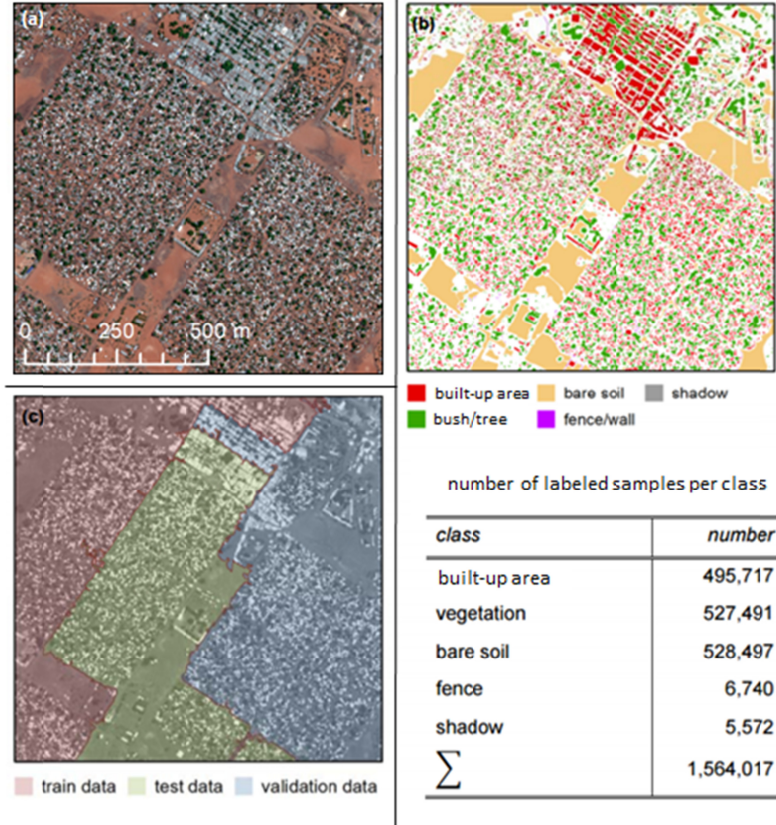 (a)
0 250 500 m
(b)
built-up area bare soil shadow
bush/tree fence/wall
(c)
train data test data validation data
number of labeled samples per class
class number
built-up area 495,717
vegetation 527,491
bare soil 528,497
fence 6,740
shadow 5,572
∑ 1,564,017